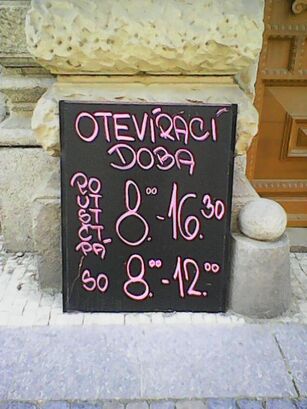 OTEVÍRACÍ
DOBA
PO
ÚT
ST
ČT
PÁ
8.00-16.30
SO 8.00-12.00